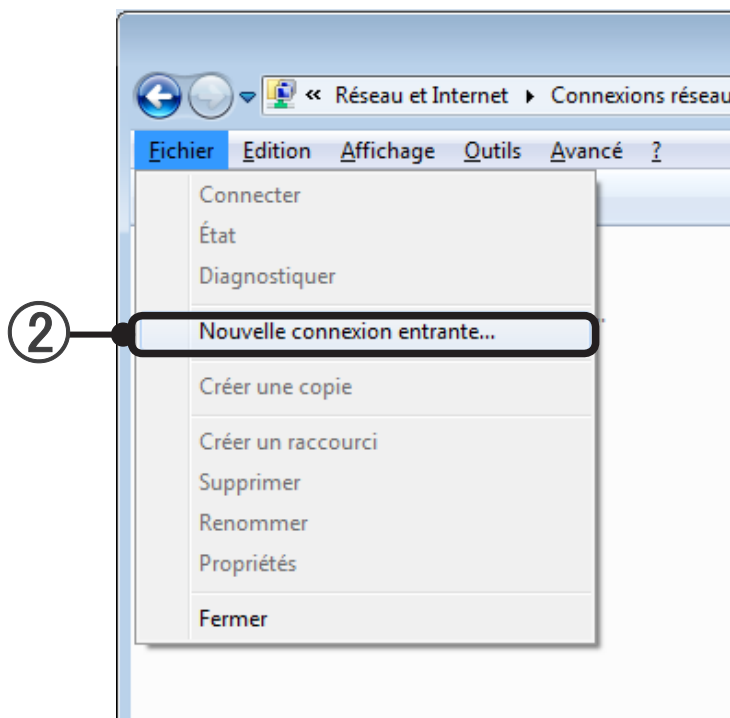 « Réseau et Internet Connexions réseau
Fichier Edition Affichage Outils Avancé ?
Connecter
État
Diagnostiquer
2 Nouvelle connexion entrante...
Créer une copie
Créer un raccourci
Supprimer
Renommer
Propriétés
Fermer